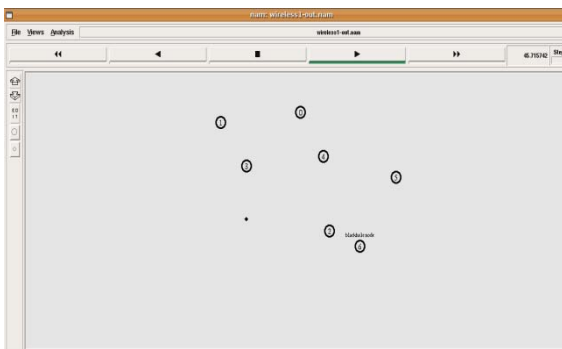 nam: wireless1-out.nam
File Views Analysis
wireless1-out.nam
45.715742
Ste
0
1
3
4
5
2
blackholenode
6